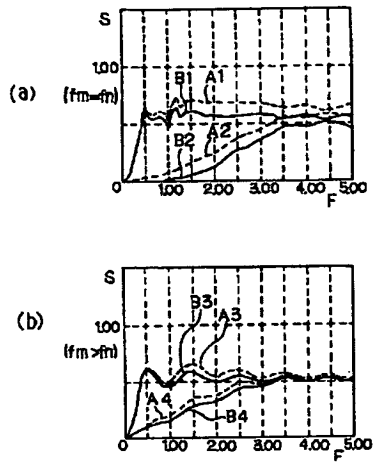 S
1.00
(a)
(fm=fn)
B1
A1
B2
A2
0
1.00
2.00
3.00
4.00
5.00
F
S
(b)
1.00
(fm>fn)
B3
A3
A4
B4
0
1.00
2.00
3.00
4.00
5.00
F